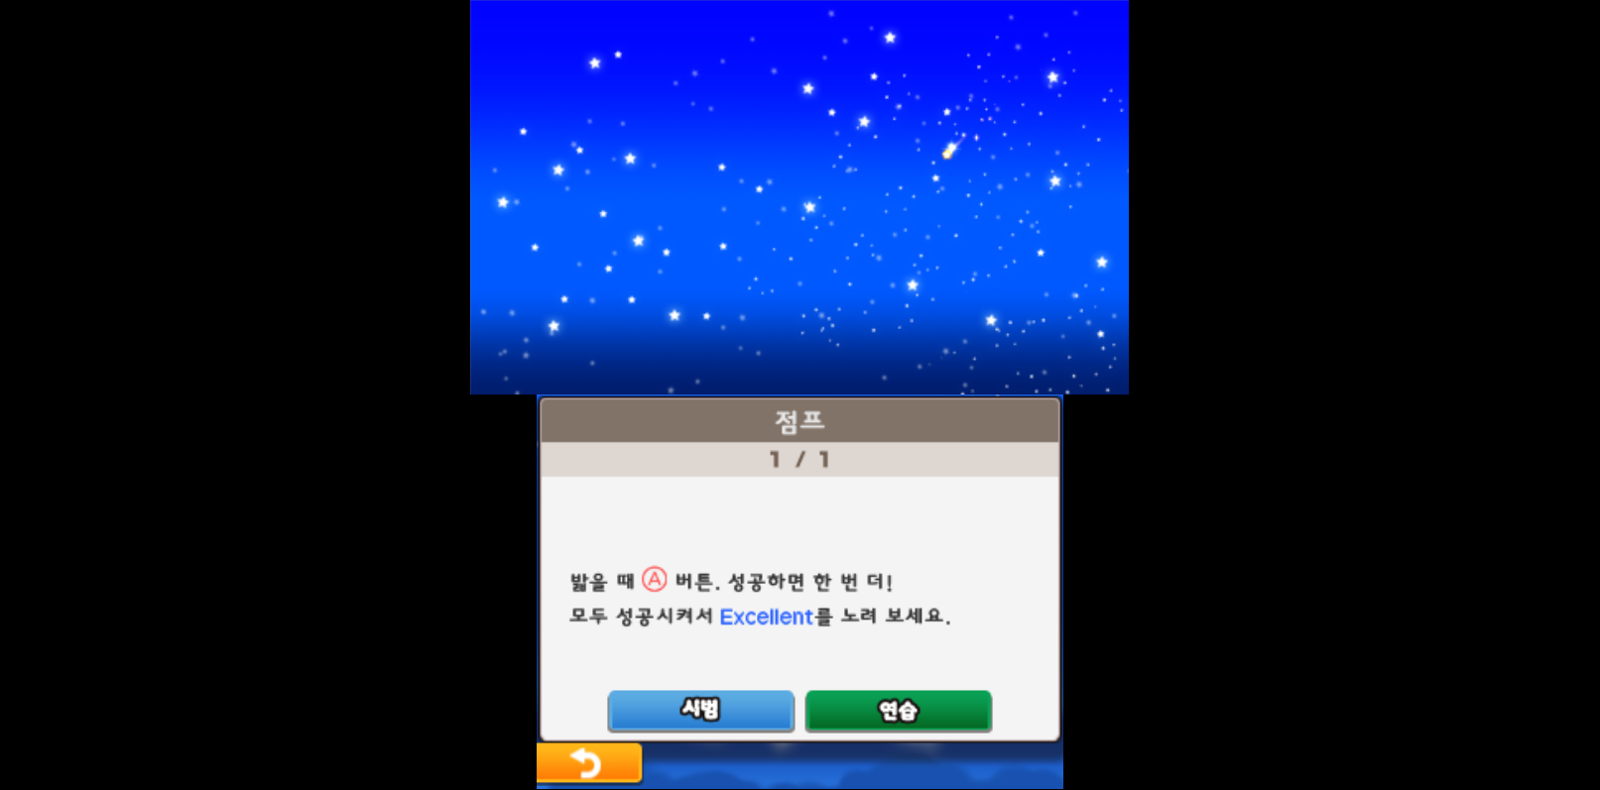 점프
1 / 1
밟을 때 Ⓐ 버튼. 성공하면 한 번 더!
모두 성공시켜서 Excellent를 노려 보세요.
시범
연습